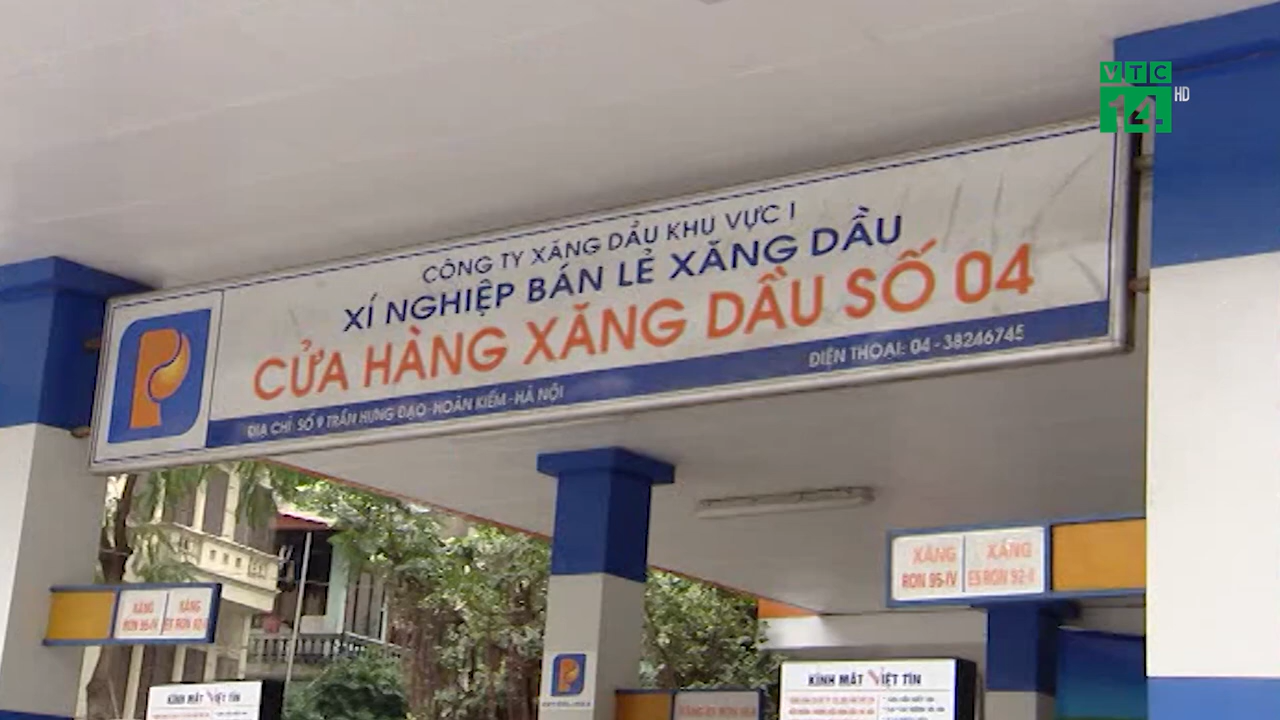 VTC
14 HD
CÔNG TY XĂNG DẦU KHU VỰC I
XÍ NGHIỆP BÁN LẺ XĂNG DẦU
CỬA HÀNG XĂNG DẦU SỐ 04
ĐỊA CHỈ SỐ 9 TRẦN HƯNG ĐẠO-HOÀN KIẾM-HÀ NỘI
ĐIỆN THOẠI: 04-38246745
XĂNG XĂNG
RON 95-IV E5 RON 92-II
XĂNG XĂNG
RON 95-IV E5 RON 92-II
KÍNH MẮT VIỆT TÍN
KÍNH MẮT VIỆT TÍN
PETROLIMEX